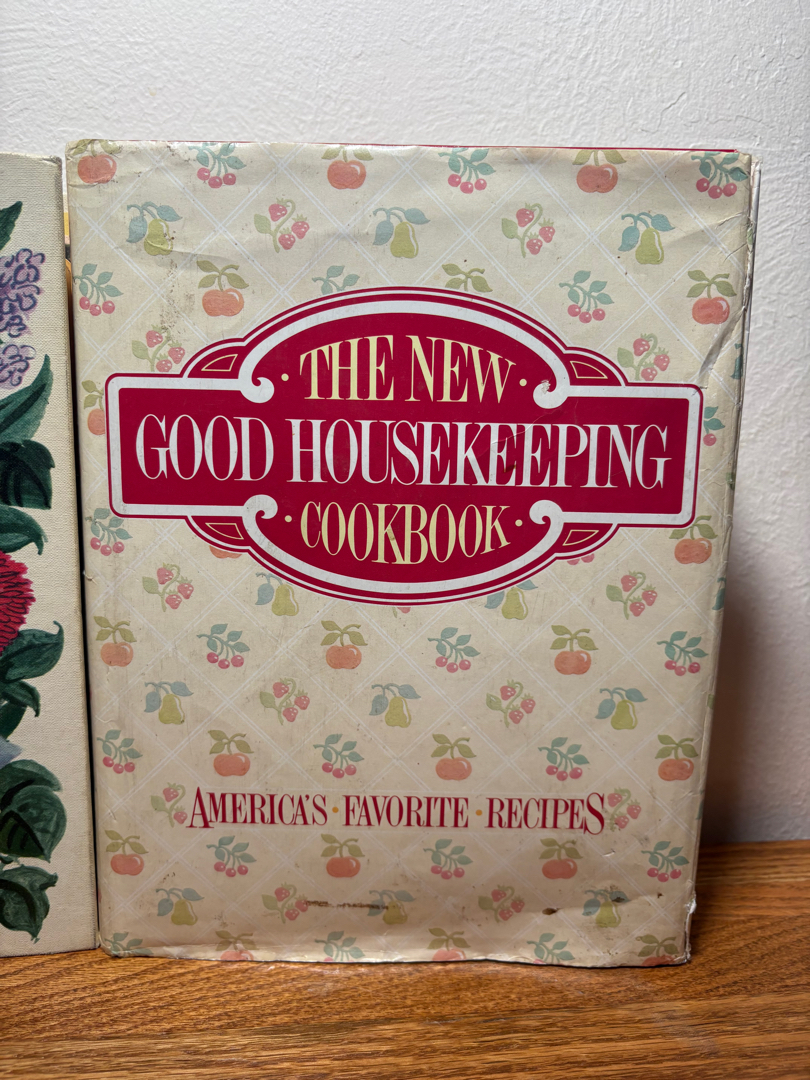 · THE NEW ·
GOOD HOUSEKEEPING
· COOKBOOK ·
AMERICA'S · FAVORITE · RECIPES